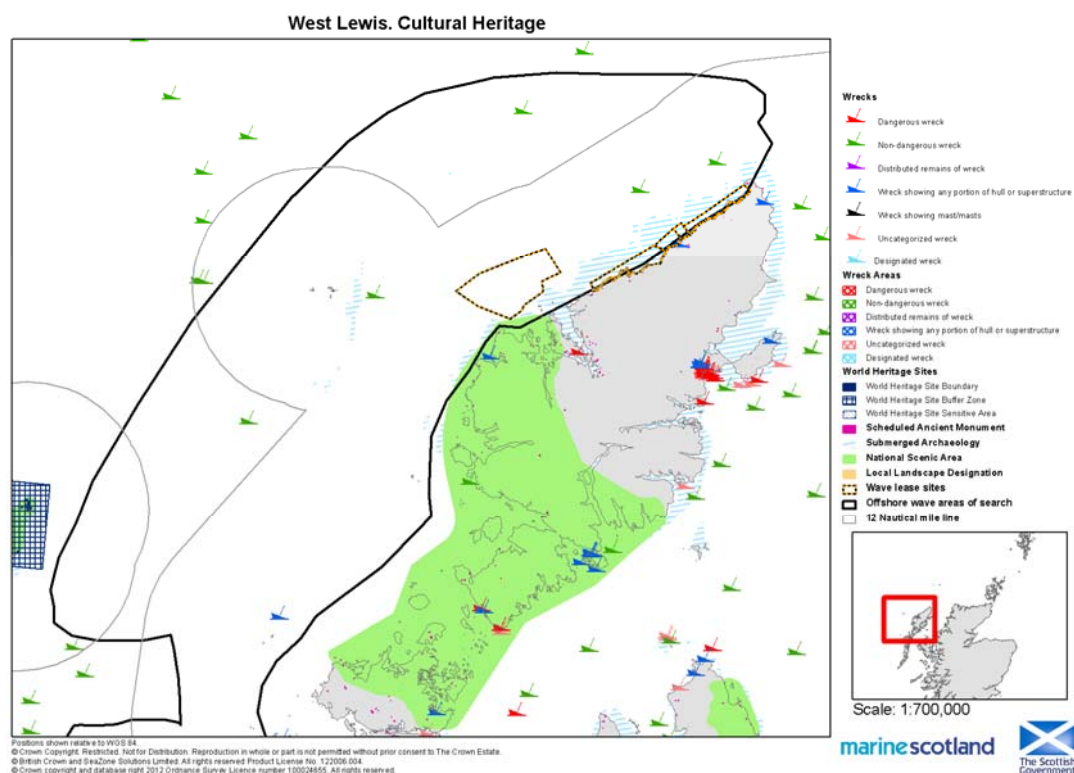 West Lewis. Cultural Heritage
Wrecks
Dangerous wreck
Non-dangerous wreck
Distributed remains of wreck
Wreck showing any portion of hull or superstructure
Wreck showing mast/masts
Uncategorized wreck
Designated wreck
Wreck Areas
Dangerous wreck
Non-dangerous wreck
Distributed remains of wreck
Wreck showing any portion of hull or superstructure
Uncategorized wreck
Designated wreck
World Heritage Sites
World Heritage Site Boundary
World Heritage Site Buffer Zone
World Heritage Site Sensitive Area
Scheduled Ancient Monument
Submerged Archaeology
National Scenic Area
Local Landscape Designation
Wave lease sites
Offshore wave areas of search
12 Nautical mile line
Scale: 1:700,000
marinescotland
The Scottish
Government
Positions shown relative to WGS 84.
© Crown Copyright. Restricted. Not for Distribution. Reproduction in whole or part is not permitted without prior consent to The Crown Estate.
© British Crown and SeaZone Solutions Limited. All rights reserved Product License No. 122006.004.
© Crown copyright and database right 2012 Ordnance Survey Licence number 100024655. All rights reserved.